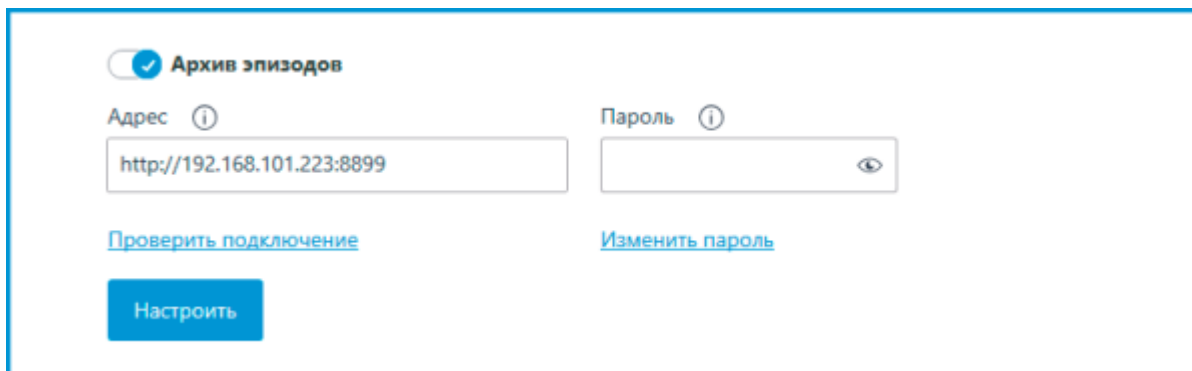 Архив эпизодов
Адрес
Пароль
http://192.168.101.223:8899
Проверить подключение
Изменить пароль
Настроить